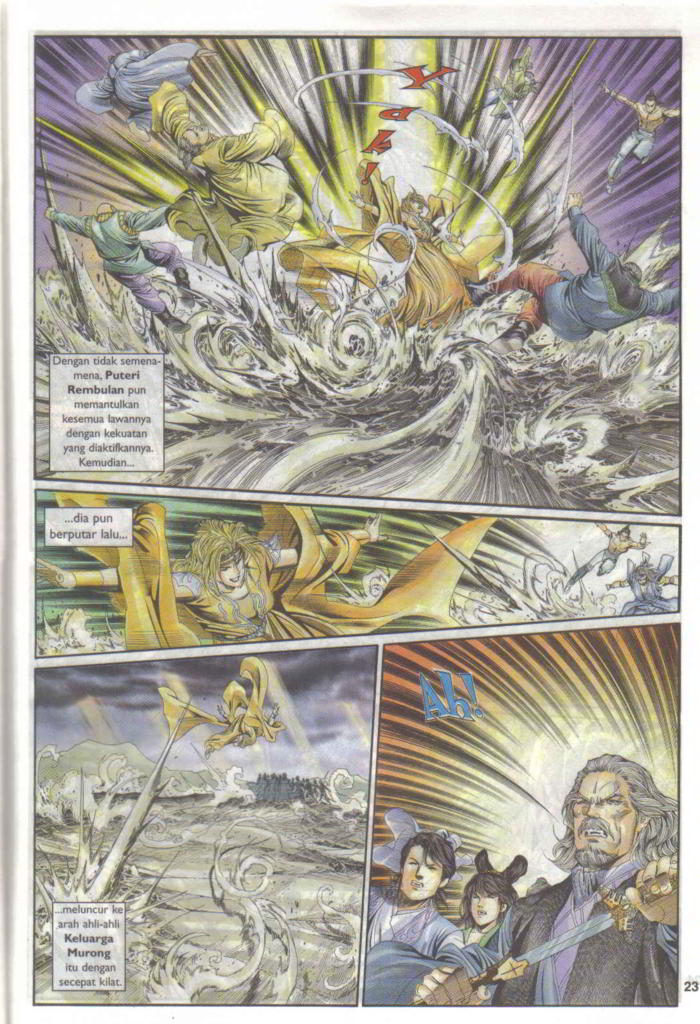 Yak!
Dengan tidak semena-
mena, Puteri
Rembulan pun
memantulkan
kesemua lawannya
dengan kekuatan
yang diaktifkannya.
Kemudian...
...dia pun
berputar lalu...
Ah!
...meluncur ke
arah ahli-ahli
Keluarga
Murong
itu dengan
secepat kilat.
23